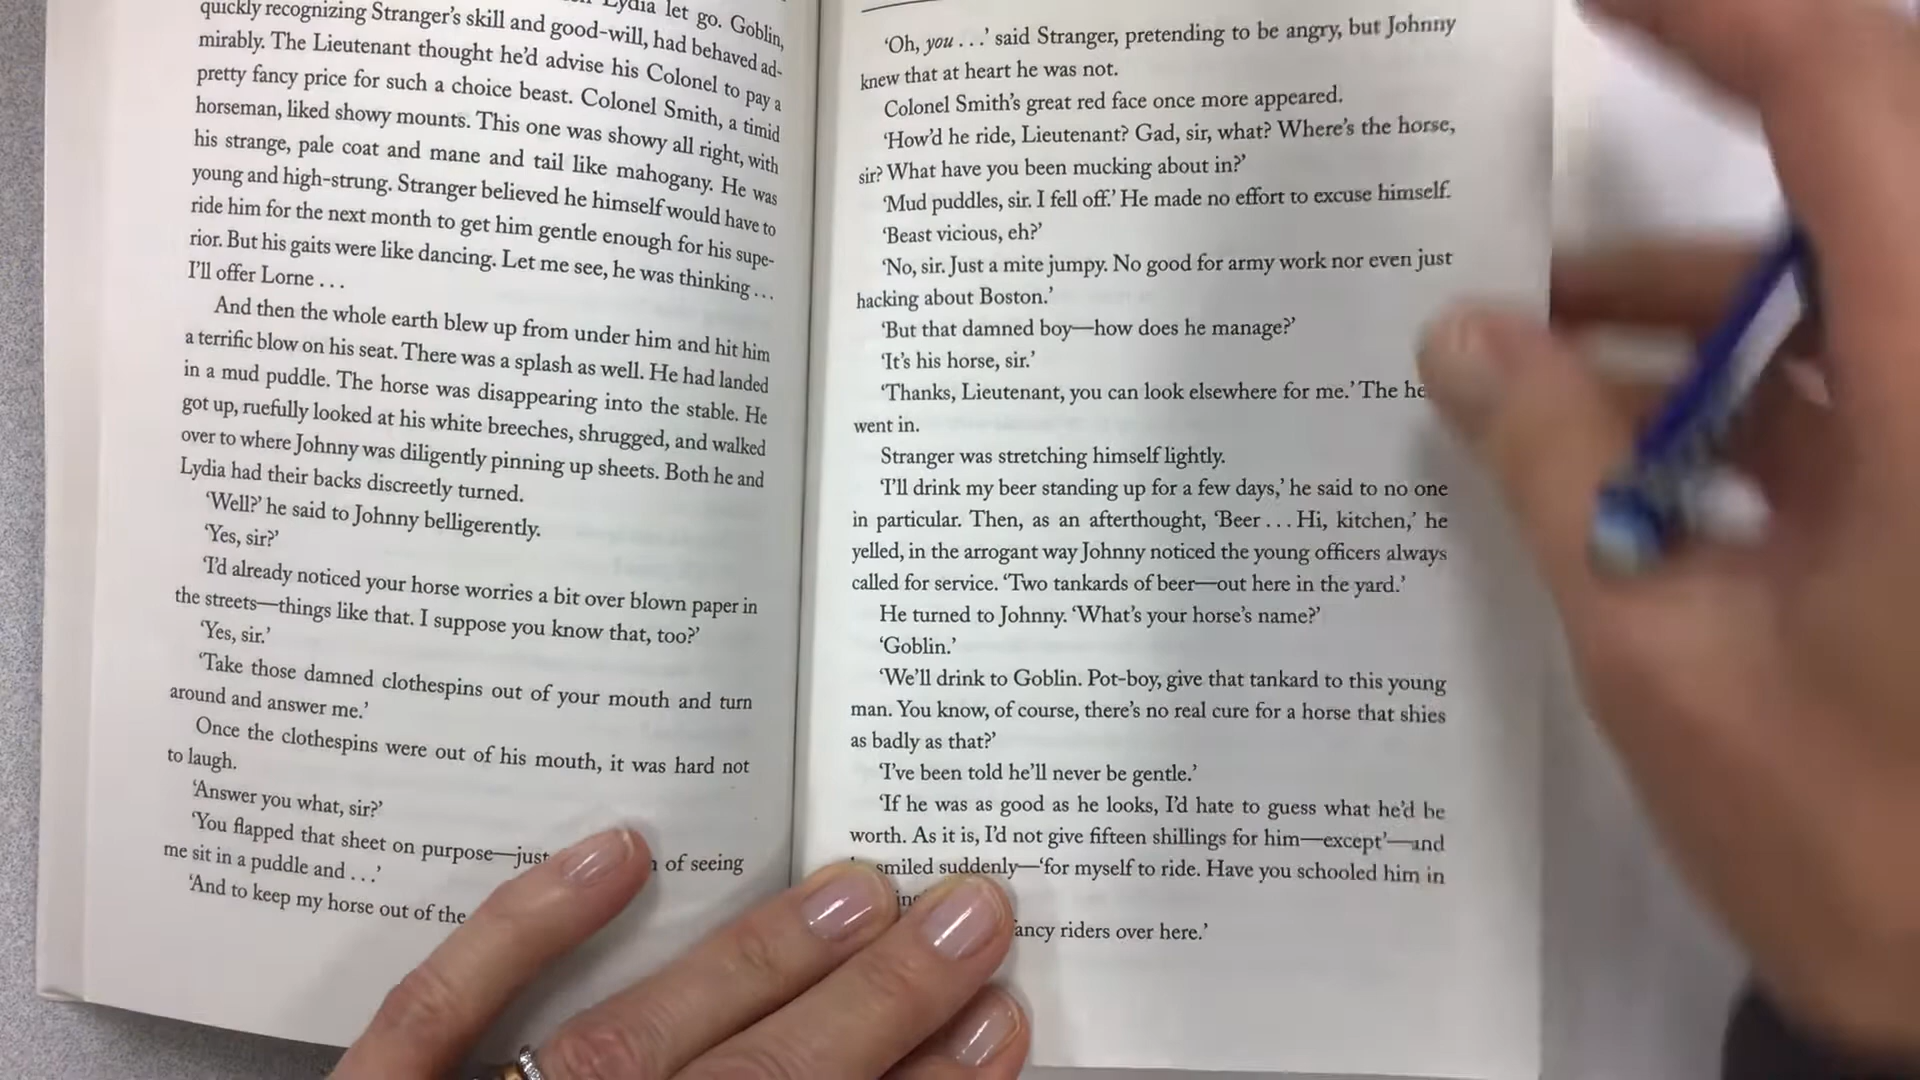 Lydia let go. Goblin,
quickly recognizing Stranger's skill and good-will, had behaved ad-
mirably. The Lieutenant thought he'd advise his Colonel to pay a
pretty fancy price for such a choice beast. Colonel Smith, a timid
horseman, liked showy mounts. This one was showy all right, with
his strange, pale coat and mane and tail like mahogany. He was
young and high-strung. Stranger believed he himself would have to
ride him for the next month to get him gentle enough for his supe-
rior. But his gaits were like dancing. Let me see, he was thinking . . .
I'll offer Lorne . . .
And then the whole earth blew up from under him and hit him
a terrific blow on his seat. There was a splash as well. He had landed
in a mud puddle. The horse was disappearing into the stable. He
got up, ruefully looked at his white breeches, shrugged, and walked
over to where Johnny was diligently pinning up sheets. Both he and
Lydia had their backs discreetly turned.
‘Well?’ he said to Johnny belligerently.
‘Yes, sir?’
‘I'd already noticed your horse worries a bit over blown paper in
the streets—things like that. I suppose you know that, too?’
‘Yes, sir.’
‘Take those damned clothespins out of your mouth and turn
around and answer me.’
Once the clothespins were out of his mouth, it was hard not
to laugh.
‘Answer you what, sir?’
‘You flapped that sheet on purpose—just of seeing
me sit in a puddle and . . .’
‘And to keep my horse out of the
‘Oh, you . . .’ said Stranger, pretending to be angry, but Johnny
knew that at heart he was not.
Colonel Smith's great red face once more appeared.
‘How'd he ride, Lieutenant? Gad, sir, what? Where's the horse,
sir? What have you been mucking about in?’
‘Mud puddles, sir. I fell off.’ He made no effort to excuse himself.
‘Beast vicious, eh?’
‘No, sir. Just a mite jumpy. No good for army work nor even just
hacking about Boston.’
‘But that damned boy—how does he manage?’
‘It's his horse, sir.’
‘Thanks, Lieutenant, you can look elsewhere for me.’ The
went in.
Stranger was stretching himself lightly.
‘I'll drink my beer standing up for a few days,’ he said to no one
in particular. Then, as an afterthought, ‘Beer . . . Hi, kitchen,’ he
yelled, in the arrogant way Johnny noticed the young officers always
called for service. ‘Two tankards of beer—out here in the yard.’
He turned to Johnny. ‘What's your horse's name?’
‘Goblin.’
‘We'll drink to Goblin. Pot-boy, give that tankard to this young
man. You know, of course, there's no real cure for a horse that shies
as badly as that?’
‘I've been told he'll never be gentle.’
‘If he was as good as he looks, I'd hate to guess what he'd be
worth. As it is, I'd not give fifteen shillings for him—except’—and
smiled suddenly—‘for myself to ride. Have you schooled him in
riders over here.’